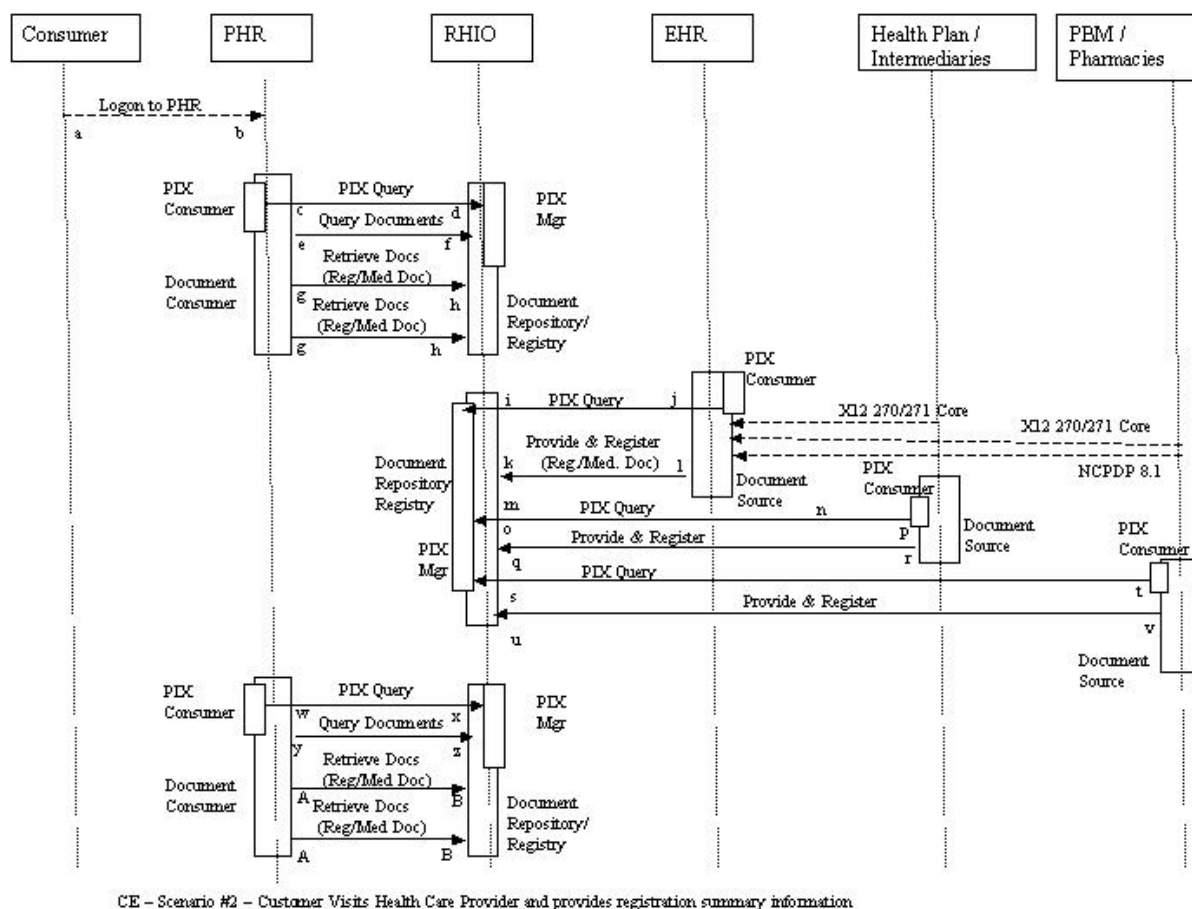 Consumer
PHR
RHIO
EHR
Health Plan /
Intermediaries
PBM /
Pharmacies
Logon to PHR
a
b
PIX
Consumer
PIX Query
c
d
PIX
Mgr
Query Documents
e
f
Retrieve Docs
(Reg/Med Doc)
Document
Consumer
g
h
Retrieve Docs
(Reg/Med Doc)
g
h
Document
Repository/
Registry
PIX
Consumer
i
PIX Query
j
X12 270/271 Core
X12 270/271 Core
Provide & Register
(Reg./Med. Doc)
k
l
Document
Repository
Registry
NCPDP 8.1
PIX
Consumer
Document
Source
m
PIX Query
n
o
Provide & Register
p
Document
Source
PIX
Mgr
q
r
PIX Query
PIX
Consumer
s
t
Provide & Register
u
v
Document
Source
PIX
Consumer
PIX Query
w
x
PIX
Mgr
Query Documents
y
z
Retrieve Docs
(Reg/Med Doc)
Document
Consumer
A
B
Retrieve Docs
(Reg/Med Doc)
A
B
Document
Repository/
Registry
CE – Scenario #2 – Customer Visits Health Care Provider and provides registration summary information